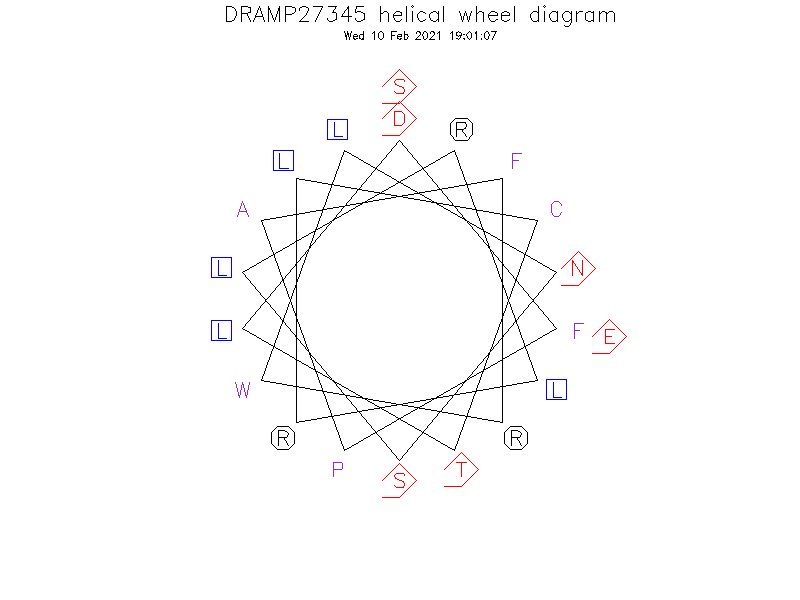 DRAMP27345 helical wheel diagram
Wed 10 Feb 2021 19:01:07
S
D
L R
L F
A C
L N
L F E
W L
R R
P T
S